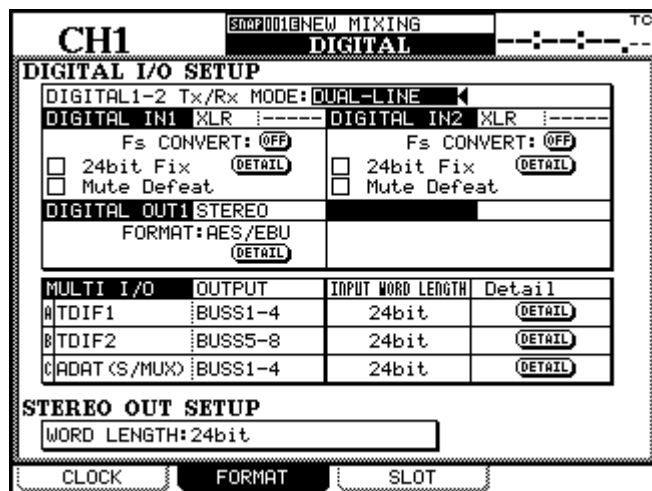 CH1
SNAP001 NEW MIXING
DIGITAL
TC
--:--:--.--
DIGITAL I/O SETUP
DIGITAL1-2 Tx/Rx MODE:DUAL-LINE
DIGITAL IN1 XLR :-----
DIGITAL IN2 XLR :-----
Fs CONVERT: OFF
Fs CONVERT: OFF
24bit Fix DETAIL
24bit Fix DETAIL
Mute Defeat
Mute Defeat
DIGITAL OUT1 STEREO
FORMAT:AES/EBU
DETAIL
MULTI I/O OUTPUT INPUT WORD LENGTH Detail
A TDIF1 BUSS1-4 24bit DETAIL
B TDIF2 BUSS5-8 24bit DETAIL
C ADAT(S/MUX) BUSS1-4 24bit DETAIL
STEREO OUT SETUP
WORD LENGTH:24bit
CLOCK FORMAT SLOT